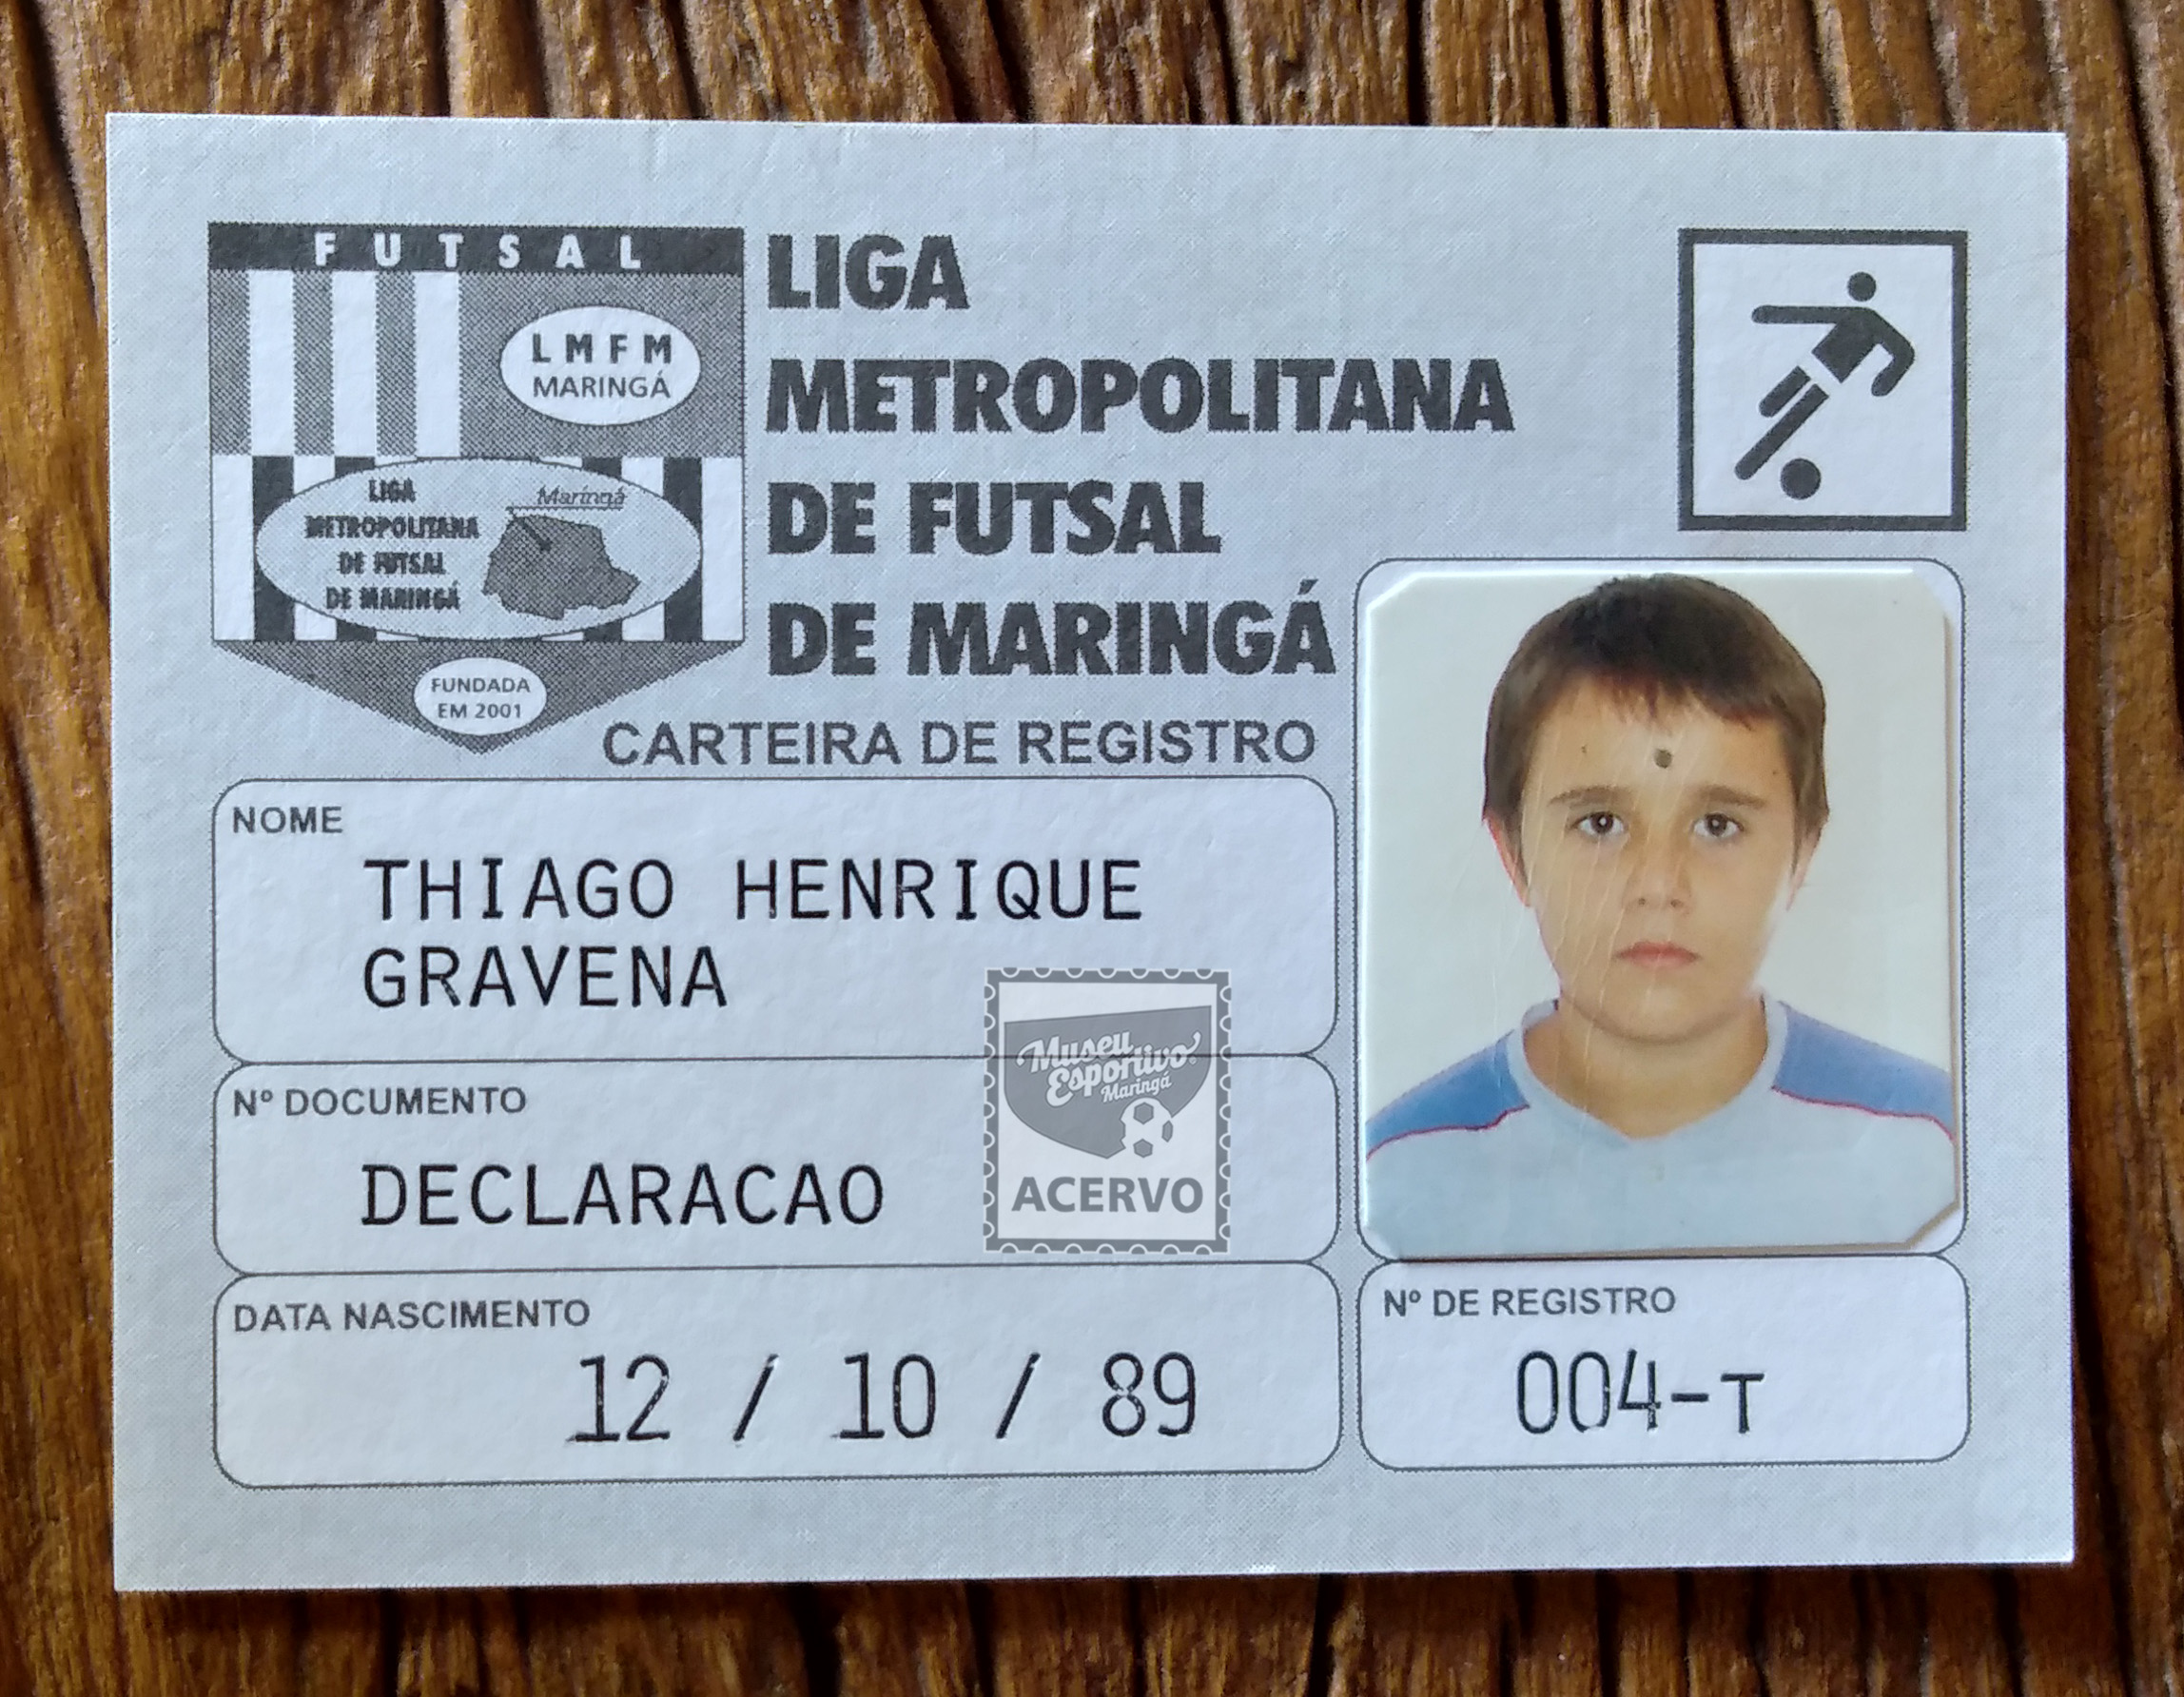 FUTSAL
LMFM
MARINGÁ
LIGA
METROPOLITANA
DE FUTSAL
DE MARINGÁ
Maringá
FUNDADA
EM 2001
LIGA
METROPOLITANA
DE FUTSAL
DE MARINGÁ
CARTEIRA DE REGISTRO
NOME
THIAGO HENRIQUE
GRAVENA
Nº DOCUMENTO
DECLARACAO
Museu
Esportivo
Maringá
ACERVO
DATA NASCIMENTO
12 / 10 / 89
Nº DE REGISTRO
004-T